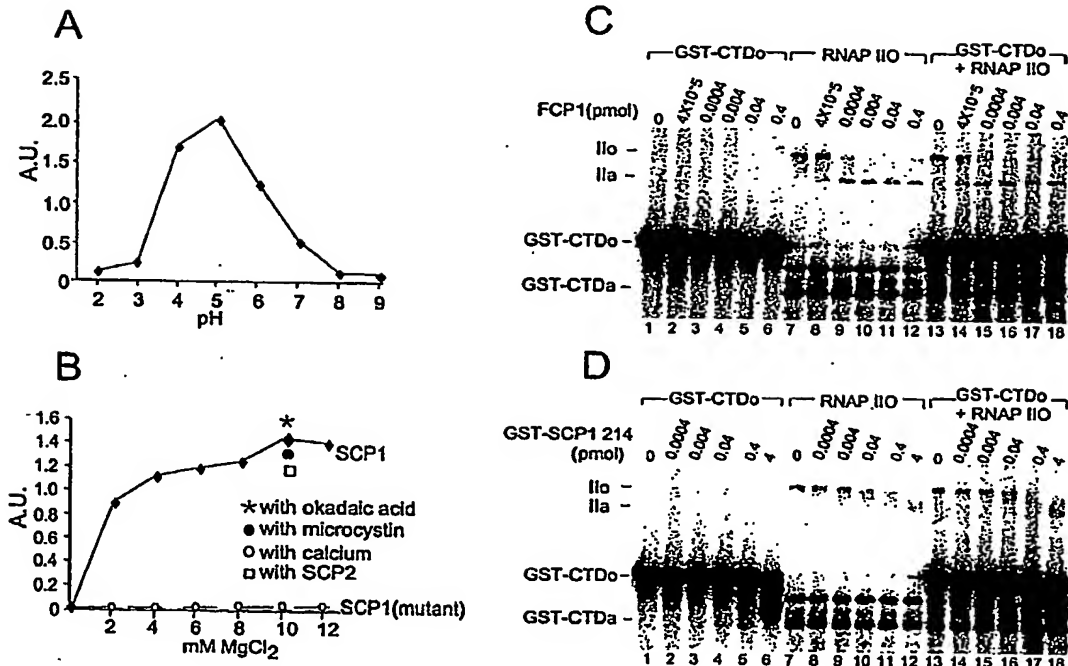 A
A.U.
2.5
2.0
1.5
1.0
0.5
0
2 3 4 5 6 7 8 9
pH
B
A.U.
1.6
1.4
1.2
1.0
0.8
0.6
0.4
0.2
0
SCP1
✳ with okadaic acid
● with microcystin
○ with calcium
□ with SCP2
SCP1(mutant)
2 4 6 8 10 12
mM MgCl2
C
GST-CTDo RNAP IIO GST-CTDo + RNAP IIO
FCP1(pmol) 0 4X10-5 0.0004 0.004 0.04 0.4 0 4X10-5 0.0004 0.004 0.04 0.4 0 4X10-5 0.0004 0.004 0.04 0.4
IIo –
IIa –
GST-CTDo –
GST-CTDa –
1 2 3 4 5 6 7 8 9 10 11 12 13 14 15 16 17 18
D
GST-CTDo RNAP IIO GST-CTDo + RNAP IIO
GST-SCP1 214 (pmol) 0 0.0004 0.004 0.04 0.4 4 0 0.0004 0.004 0.04 0.4 4 0 0.0004 0.004 0.04 0.4 4
IIo –
IIa –
GST-CTDo –
GST-CTDa –
1 2 3 4 5 6 7 8 9 10 11 12 13 14 15 16 17 18